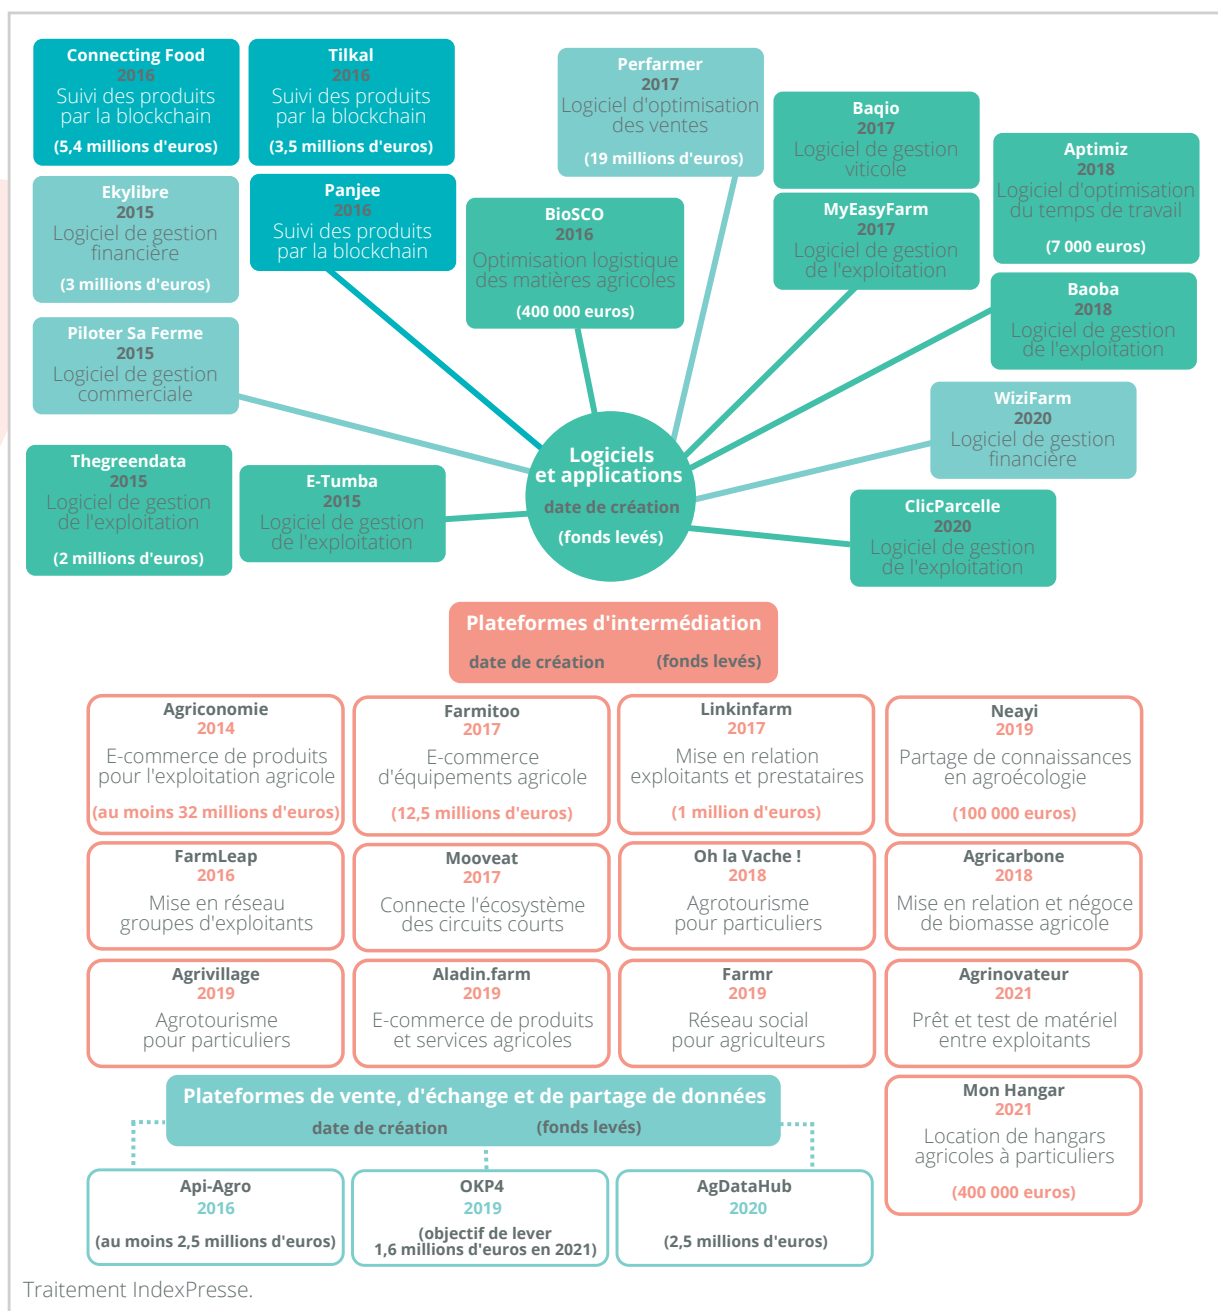 Connecting Food
2016
Suivi des produits
par la blockchain
(5,4 millions d'euros)
Tilkal
2016
Suivi des produits
par la blockchain
(3,5 millions d'euros)
Perfarmer
2017
Logiciel d'optimisation
des ventes
(19 millions d'euros)
Baqio
2017
Logiciel de gestion
viticole
Aptimiz
2018
Logiciel d'optimisation
du temps de travail
(7 000 euros)
Ekylibre
2015
Logiciel de gestion
financière
(3 millions d'euros)
Panjee
2016
Suivi des produits
par la blockchain
BioSCO
2016
Optimisation logistique
des matières agricoles
(400 000 euros)
MyEasyFarm
2017
Logiciel de gestion
de l'exploitation
Baoba
2018
Logiciel de gestion
de l'exploitation
Piloter Sa Ferme
2015
Logiciel de gestion
commerciale
WiziFarm
2020
Logiciel de gestion
financière
Thegreendata
2015
Logiciel de gestion
de l'exploitation
(2 millions d'euros)
E-Tumba
2015
Logiciel de gestion
de l'exploitation
Logiciels
et applications
date de création
(fonds levés)
ClicParcelle
2020
Logiciel de gestion
de l'exploitation
Plateformes d'intermédiation
date de création (fonds levés)
Agriconomie
2014
E-commerce de produits
pour l'exploitation agricole
(au moins 32 millions d'euros)
Farmitoo
2017
E-commerce
d'équipements agricole
(12,5 millions d'euros)
Linkinfarm
2017
Mise en relation
exploitants et prestataires
(1 million d'euros)
Neayi
2019
Partage de connaissances
en agroécologie
(100 000 euros)
FarmLeap
2016
Mise en réseau
groupes d'exploitants
Mooveat
2017
Connecte l'écosystème
des circuits courts
Oh la Vache !
2018
Agrotourisme
pour particuliers
Agricarbone
2018
Mise en relation et négoce
de biomasse agricole
Agrivillage
2019
Agrotourisme
pour particuliers
Aladin.farm
2019
E-commerce de produits
et services agricoles
Farmr
2019
Réseau social
pour agriculteurs
Agrinovateur
2021
Prêt et test de matériel
entre exploitants
Mon Hangar
2021
Location de hangars
agricoles à particuliers
(400 000 euros)
Plateformes de vente, d'échange et de partage de données
date de création (fonds levés)
Api-Agro
2016
(au moins 2,5 millions d'euros)
OKP4
2019
(objectif de lever
1,6 millions d'euros en 2021)
AgDataHub
2020
(2,5 millions d'euros)
Traitement IndexPresse.